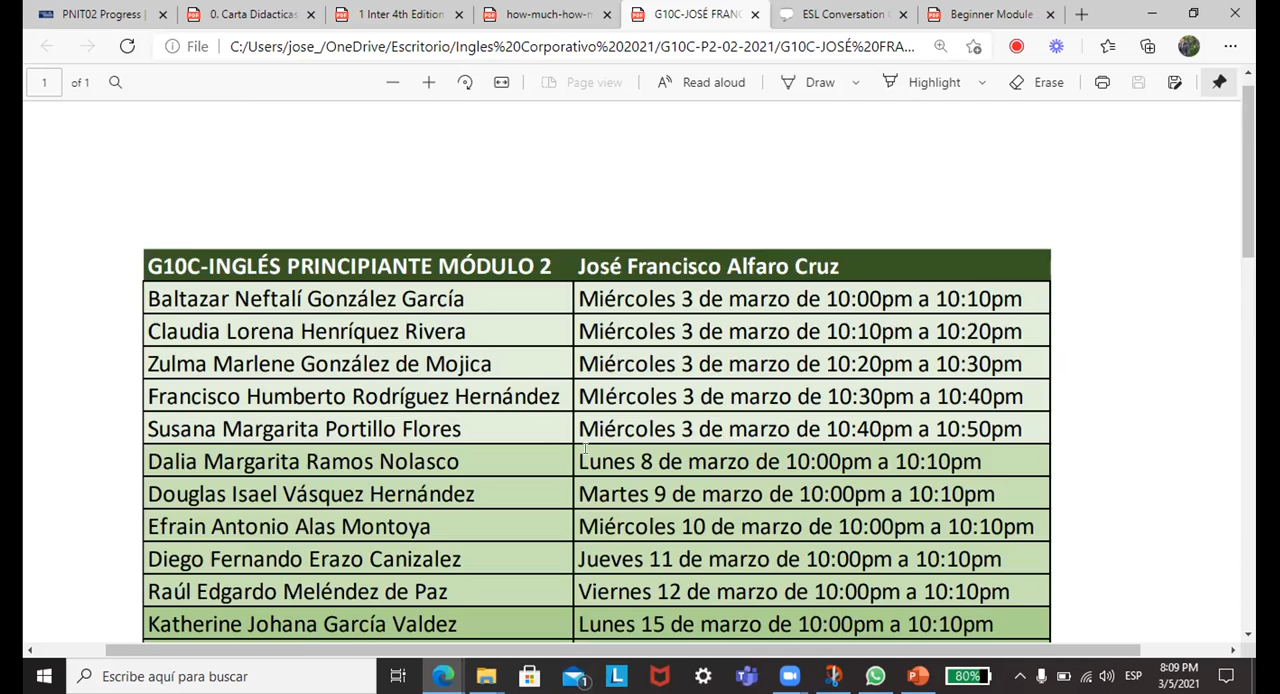 PNIT02 Progress
0. Carta Didactica
1 Inter 4th Edition
how-much-how-m
G10C-JOSÉ FRANC
ESL Conversation
Beginner Module
File
C:/Users/jose_/OneDrive/Escritorio/Ingles%20Corporativo%202021/G10C-P2-02-2021/G10C-JOSÉ%20FRA...
1 of 1
Page view
Read aloud
Draw
Highlight
Erase
G10C-INGLÉS PRINCIPIANTE MÓDULO 2 José Francisco Alfaro Cruz
Baltazar Neftalí González García Miércoles 3 de marzo de 10:00pm a 10:10pm
Claudia Lorena Henríquez Rivera Miércoles 3 de marzo de 10:10pm a 10:20pm
Zulma Marlene González de Mojica Miércoles 3 de marzo de 10:20pm a 10:30pm
Francisco Humberto Rodríguez Hernández MIércoles 3 de marzo de 10:30pm a 10:40pm
Susana Margarita Portillo Flores Miércoles 3 de marzo de 10:40pm a 10:50pm
Dalia Margarita Ramos Nolasco Lunes 8 de marzo de 10:00pm a 10:10pm
Douglas Isael Vásquez Hernández Martes 9 de marzo de 10:00pm a 10:10pm
Efrain Antonio Alas Montoya Miércoles 10 de marzo de 10:00pm a 10:10pm
Diego Fernando Erazo Canizalez Jueves 11 de marzo de 10:00pm a 10:10pm
Raúl Edgardo Meléndez de Paz Viernes 12 de marzo de 10:00pm a 10:10pm
Katherine Johana García Valdez Lunes 15 de marzo de 10:00pm a 10:10pm
Escribe aquí para buscar
80%
ESP
8:09 PM
3/5/2021